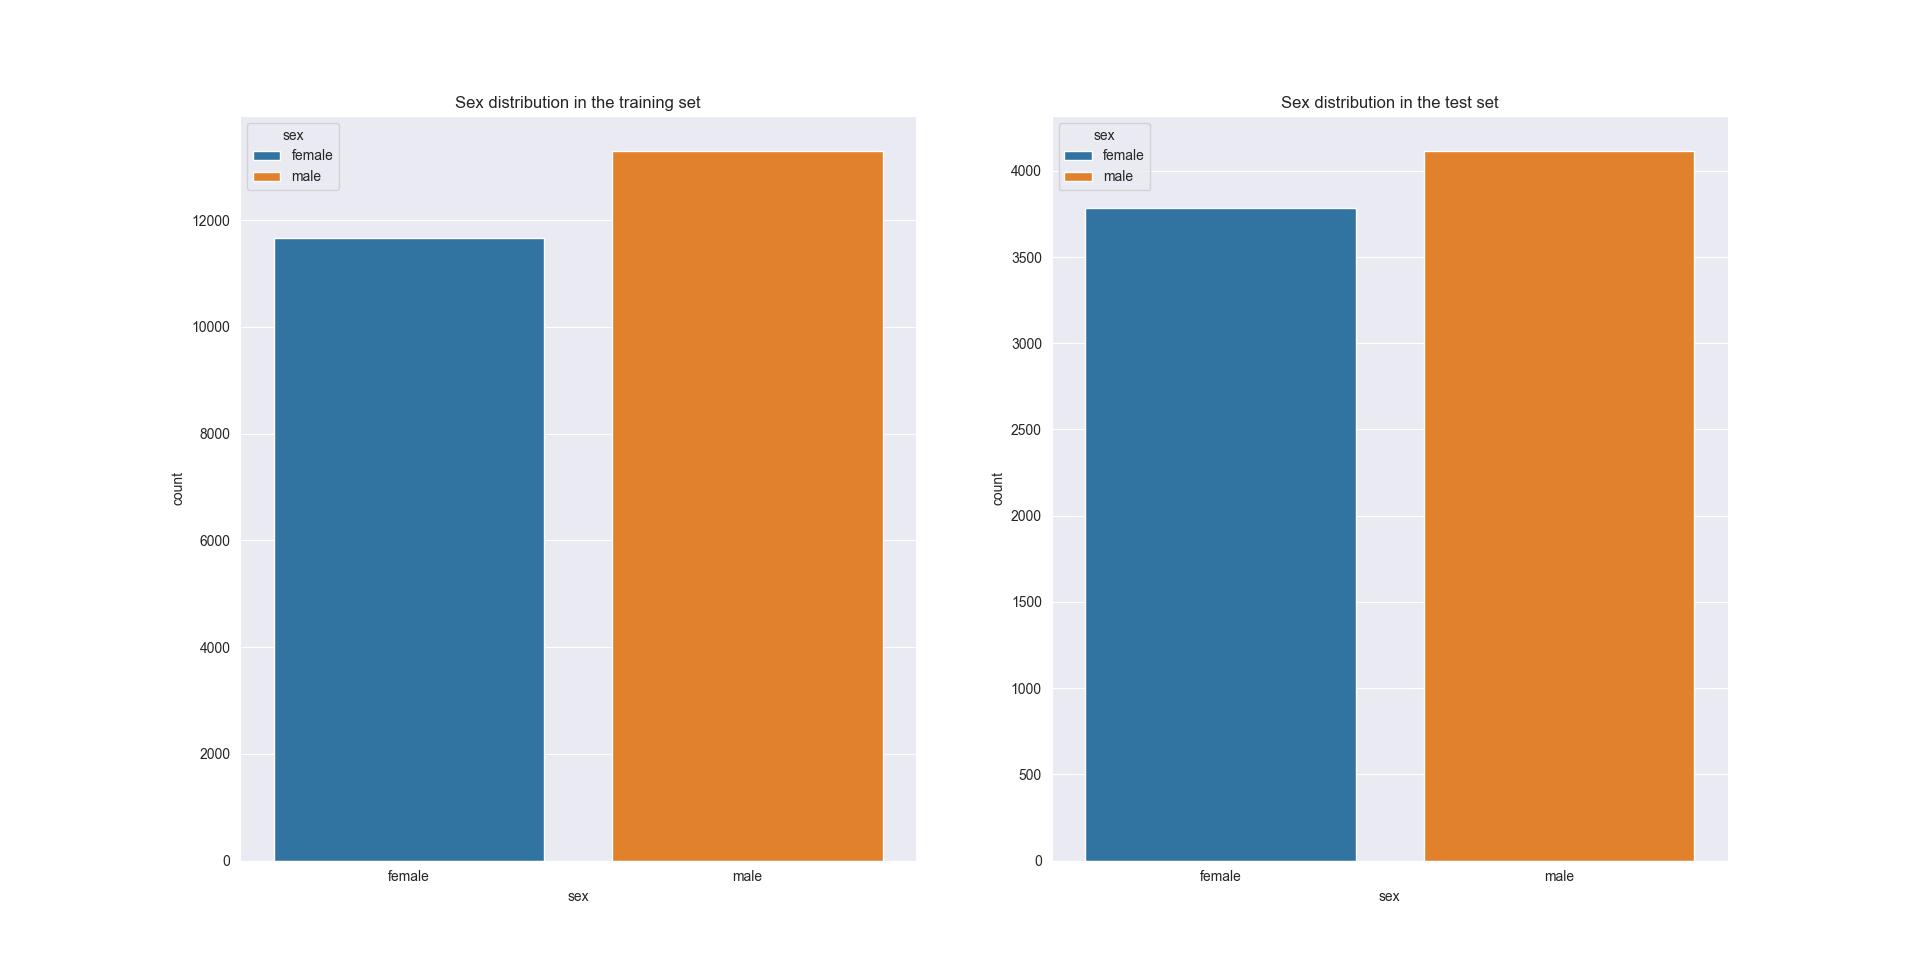 Sex distribution in the training set
sex
female
male
12000
10000
8000
6000
4000
2000
0
count
female
male
sex
Sex distribution in the test set
sex
female
male
4000
3500
3000
2500
2000
1500
1000
500
0
count
female
male
sex